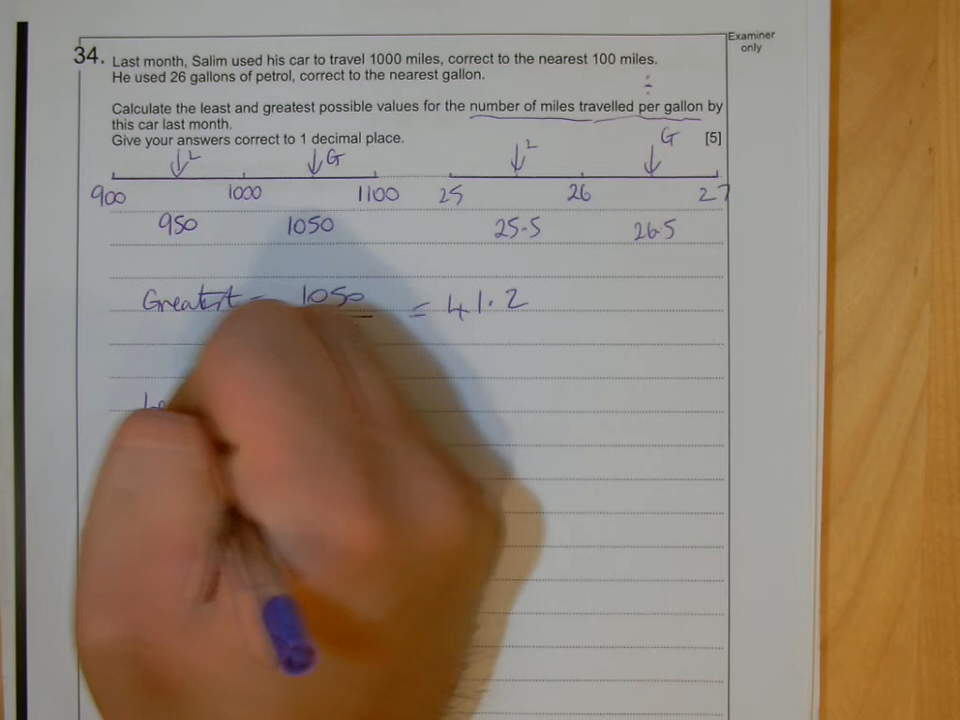 Examiner
only
34. Last month, Salim used his car to travel 1000 miles, correct to the nearest 100 miles.
He used 26 gallons of petrol, correct to the nearest gallon.
÷
Calculate the least and greatest possible values for the number of miles travelled per gallon by
this car last month.
Give your answers correct to 1 decimal place. [5]
L G L G
900 1000 1100 25 26 27
950 1050 25.5 26.5
Greatest = 1050 = 41.2